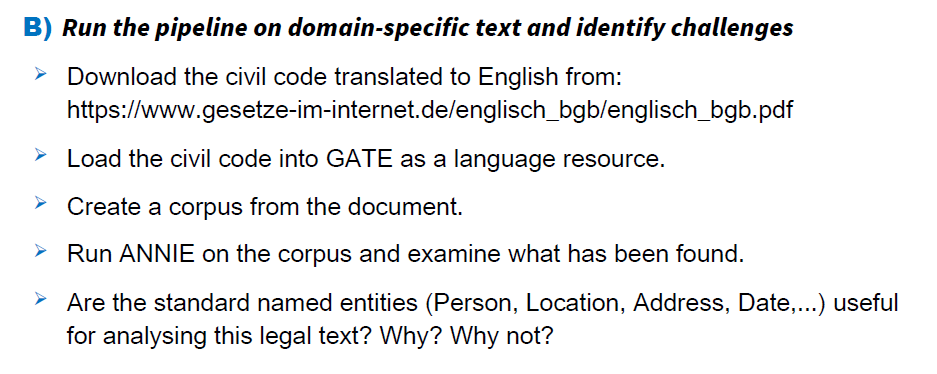 B) Run the pipeline on domain-specific text and identify challenges
➢ Download the civil code translated to English from:
https://www.gesetze-im-internet.de/englisch_bgb/englisch_bgb.pdf
➢ Load the civil code into GATE as a language resource.
➢ Create a corpus from the document.
➢ Run ANNIE on the corpus and examine what has been found.
➢ Are the standard named entities (Person, Location, Address, Date,...) useful
for analysing this legal text? Why? Why not?